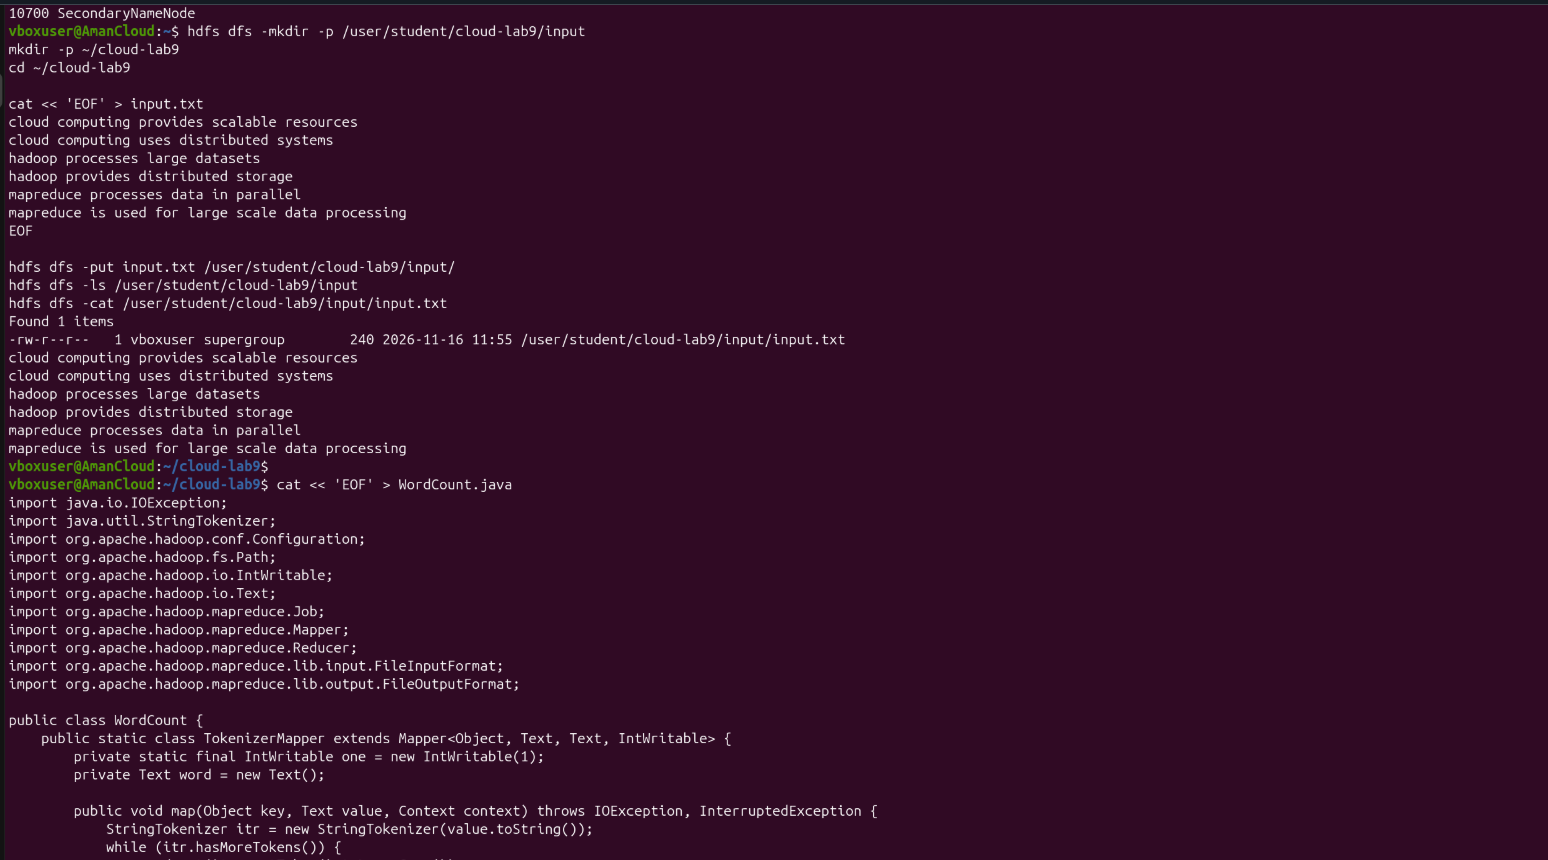 10700 SecondaryNameNode
vboxuser@AmanCloud:~$ hdfs dfs -mkdir -p /user/student/cloud-lab9/input
mkdir -p ~/cloud-lab9
cd ~/cloud-lab9

cat << 'EOF' > input.txt
cloud computing provides scalable resources
cloud computing uses distributed systems
hadoop processes large datasets
hadoop provides distributed storage
mapreduce processes data in parallel
mapreduce is used for large scale data processing
EOF

hdfs dfs -put input.txt /user/student/cloud-lab9/input/
hdfs dfs -ls /user/student/cloud-lab9/input
hdfs dfs -cat /user/student/cloud-lab9/input/input.txt
Found 1 items
-rw-r--r--   1 vboxuser supergroup        240 2026-11-16 11:55 /user/student/cloud-lab9/input/input.txt
cloud computing provides scalable resources
cloud computing uses distributed systems
hadoop processes large datasets
hadoop provides distributed storage
mapreduce processes data in parallel
mapreduce is used for large scale data processing
vboxuser@AmanCloud:~/cloud-lab9$
vboxuser@AmanCloud:~/cloud-lab9$ cat << 'EOF' > WordCount.java
import java.io.IOException;
import java.util.StringTokenizer;
import org.apache.hadoop.conf.Configuration;
import org.apache.hadoop.fs.Path;
import org.apache.hadoop.io.IntWritable;
import org.apache.hadoop.io.Text;
import org.apache.hadoop.mapreduce.Job;
import org.apache.hadoop.mapreduce.Mapper;
import org.apache.hadoop.mapreduce.Reducer;
import org.apache.hadoop.mapreduce.lib.input.FileInputFormat;
import org.apache.hadoop.mapreduce.lib.output.FileOutputFormat;

public class WordCount {
    public static class TokenizerMapper extends Mapper<Object, Text, Text, IntWritable> {
        private static final IntWritable one = new IntWritable(1);
        private Text word = new Text();

        public void map(Object key, Text value, Context context) throws IOException, InterruptedException {
            StringTokenizer itr = new StringTokenizer(value.toString());
            while (itr.hasMoreTokens()) {